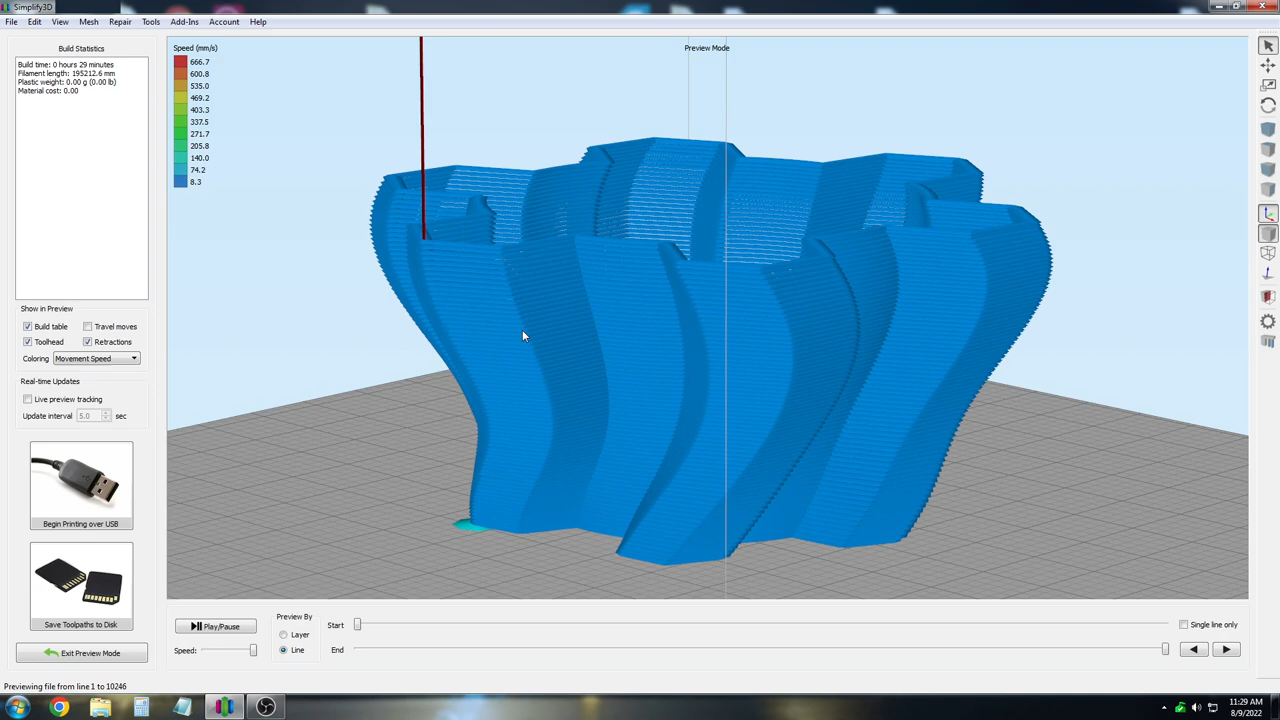 Simplify3D
File Edit View Mesh Repair Tools Add-Ins Account Help
Build Statistics
Build time: 0 hours 29 minutes
Filament length: 195212.6 mm
Plastic weight: 0.00 g (0.00 lb)
Material cost: 0.00
Speed (mm/s)
666.7
600.8
535.0
469.2
403.3
337.5
271.7
205.8
140.0
74.2
8.3
Preview Mode
Show in Preview
Build table Travel moves
Toolhead Retractions
Coloring Movement Speed
Real-time Updates
Live preview tracking
Update interval 5.0 sec
Begin Printing over USB
Save Toolpaths to Disk
Exit Preview Mode
Play/Pause
Speed:
Preview By
Layer
Line
Start
End
Single line only
Previewing file from line 1 to 10246
11:29 AM
8/9/2022